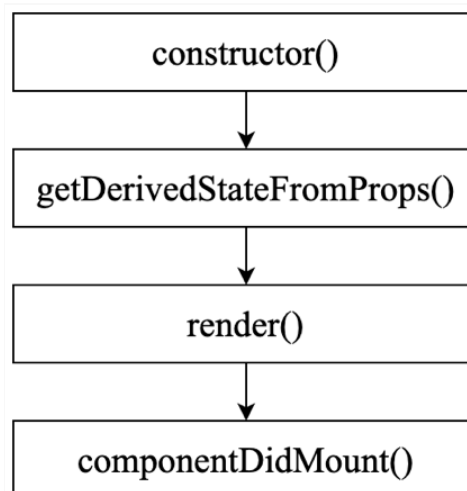 constructor()
getDerivedStateFromProps()
render()
componentDidMount()